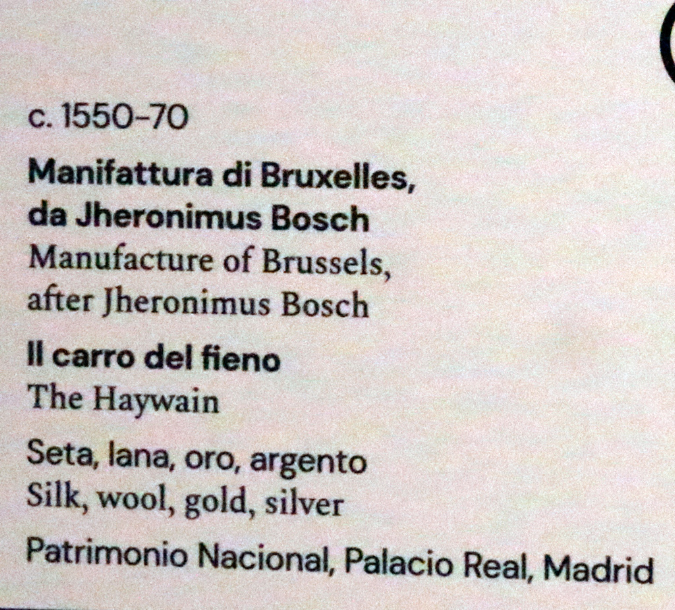 c. 1550–70
Manifattura di Bruxelles,
da Jheronimus Bosch
Manufacture of Brussels,
after Jheronimus Bosch
Il carro del fieno
The Haywain
Seta, lana, oro, argento
Silk, wool, gold, silver
Patrimonio Nacional, Palacio Real, Madrid